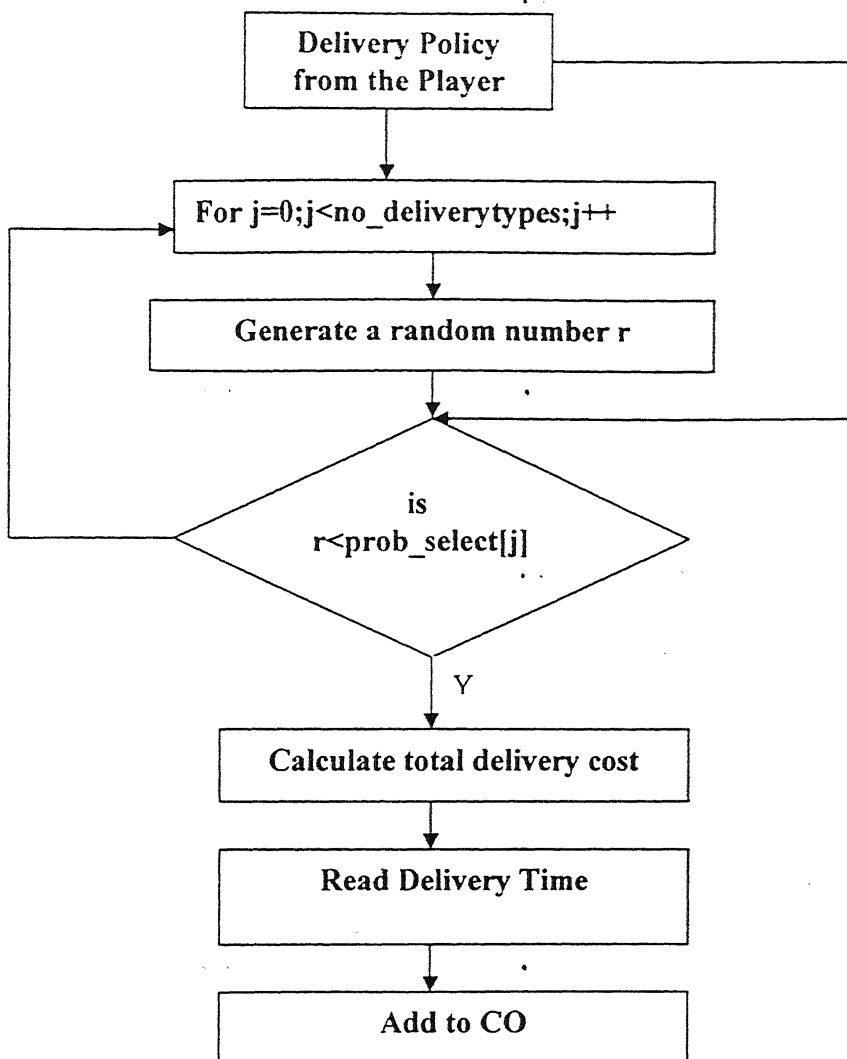 Delivery Policy
from the Player
For j=0;j<no_deliverytypes;j++
Generate a random number r
is
r<prob_select[j]
Y
Calculate total delivery cost
Read Delivery Time
Add to CO